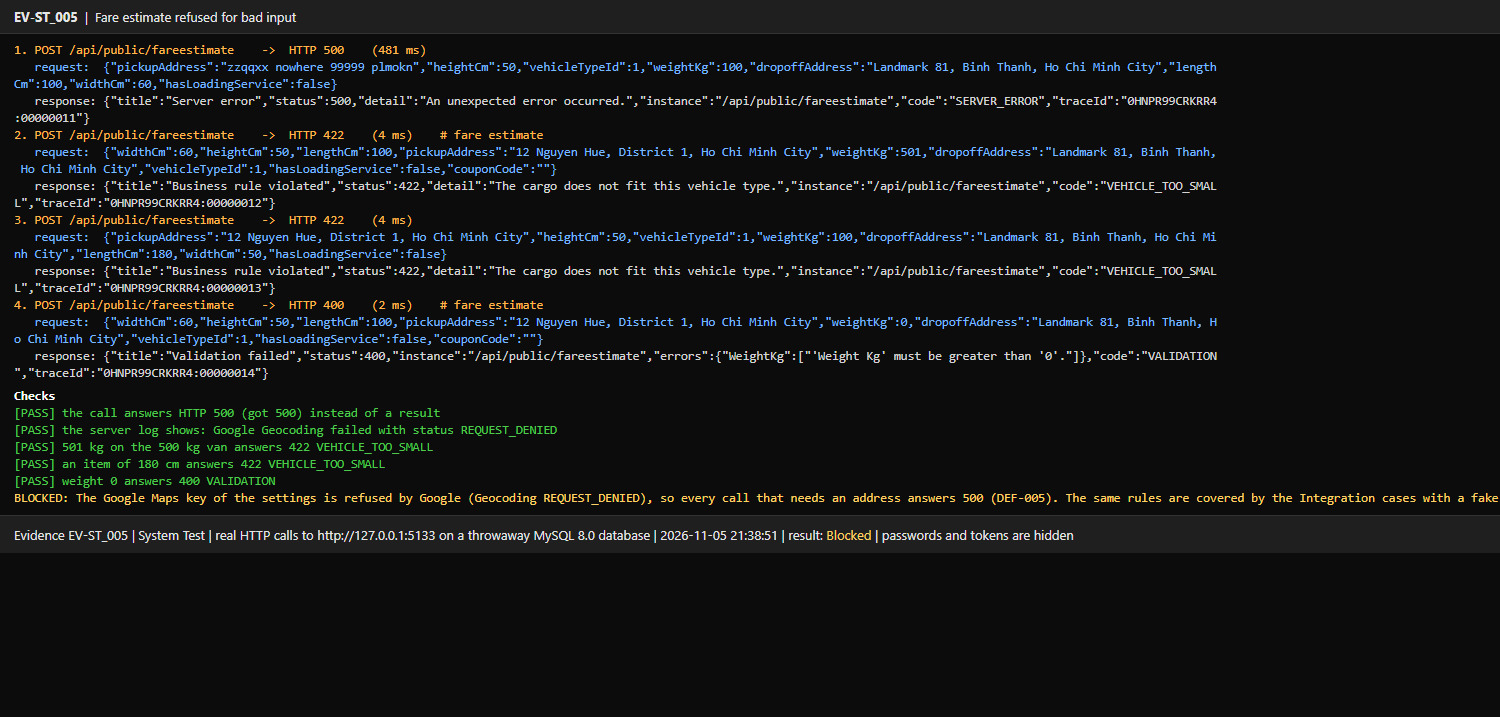 EV-ST_005 | Fare estimate refused for bad input
1. POST /api/public/fareestimate -> HTTP 500 (481 ms)
request: {"pickupAddress":"zzqqxx nowhere 99999 plmokn","heightCm":50,"vehicleTypeId":1,"weightKg":100,"dropoffAddress":"Landmark 81, Binh Thanh, Ho Chi Minh City","length
Cm":100,"widthCm":60,"hasLoadingService":false}
response: {"title":"Server error","status":500,"detail":"An unexpected error occurred.","instance":"/api/public/fareestimate","code":"SERVER_ERROR","traceId":"0HNPR99CRKRR4
:00000011"}
2. POST /api/public/fareestimate -> HTTP 422 (4 ms) # fare estimate
request: {"widthCm":60,"heightCm":50,"lengthCm":100,"pickupAddress":"12 Nguyen Hue, District 1, Ho Chi Minh City","weightKg":501,"dropoffAddress":"Landmark 81, Binh Thanh,
Ho Chi Minh City","vehicleTypeId":1,"hasLoadingService":false,"couponCode":""}
response: {"title":"Business rule violated","status":422,"detail":"The cargo does not fit this vehicle type.","instance":"/api/public/fareestimate","code":"VEHICLE_TOO_SMAL
L","traceId":"0HNPR99CRKRR4:00000012"}
3. POST /api/public/fareestimate -> HTTP 422 (4 ms)
request: {"pickupAddress":"12 Nguyen Hue, District 1, Ho Chi Minh City","heightCm":50,"vehicleTypeId":1,"weightKg":100,"dropoffAddress":"Landmark 81, Binh Thanh, Ho Chi Mi
nh City","lengthCm":180,"widthCm":50,"hasLoadingService":false}
response: {"title":"Business rule violated","status":422,"detail":"The cargo does not fit this vehicle type.","instance":"/api/public/fareestimate","code":"VEHICLE_TOO_SMAL
L","traceId":"0HNPR99CRKRR4:00000013"}
4. POST /api/public/fareestimate -> HTTP 400 (2 ms) # fare estimate
request: {"widthCm":60,"heightCm":50,"lengthCm":100,"pickupAddress":"12 Nguyen Hue, District 1, Ho Chi Minh City","weightKg":0,"dropoffAddress":"Landmark 81, Binh Thanh, H
o Chi Minh City","vehicleTypeId":1,"hasLoadingService":false,"couponCode":""}
response: {"title":"Validation failed","status":400,"instance":"/api/public/fareestimate","errors":{"WeightKg":["'Weight Kg' must be greater than '0'."]},"code":"VALIDATION
","traceId":"0HNPR99CRKRR4:00000014"}
Checks
[PASS] the call answers HTTP 500 (got 500) instead of a result
[PASS] the server log shows: Google Geocoding failed with status REQUEST_DENIED
[PASS] 501 kg on the 500 kg van answers 422 VEHICLE_TOO_SMALL
[PASS] an item of 180 cm answers 422 VEHICLE_TOO_SMALL
[PASS] weight 0 answers 400 VALIDATION
BLOCKED: The Google Maps key of the settings is refused by Google (Geocoding REQUEST_DENIED), so every call that needs an address answers 500 (DEF-005). The same rules are covered by the Integration cases with a fake
Evidence EV-ST_005 | System Test | real HTTP calls to http://127.0.0.1:5133 on a throwaway MySQL 8.0 database | 2026-11-05 21:38:51 | result: Blocked | passwords and tokens are hidden